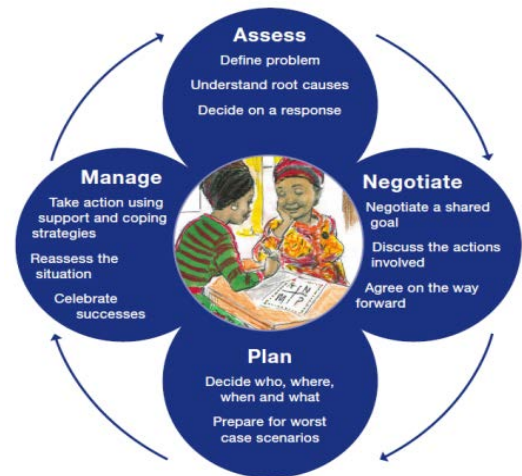 Assess
Define problem
Understand root causes
Decide on a response
Negotiate
Negotiate a shared
goal
Discuss the actions
involved
Agree on the way
forward
Plan
Decide who, where,
when and what
Prepare for worst
case scenarios
Manage
Take action using
support and coping
strategies
Reassess the
situation
Celebrate
successes